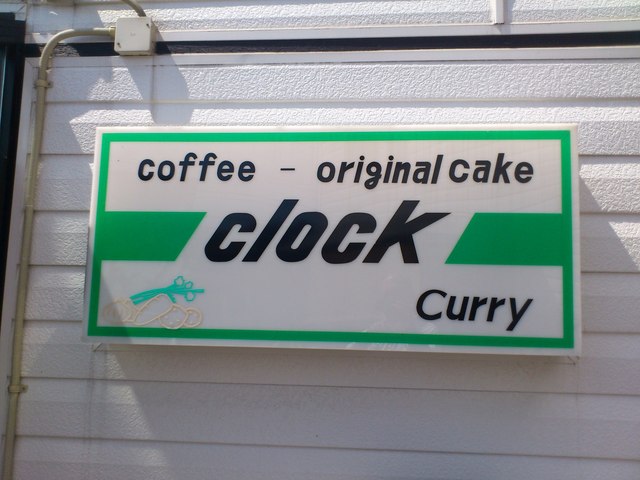 coffee - original cake
clock
Curry